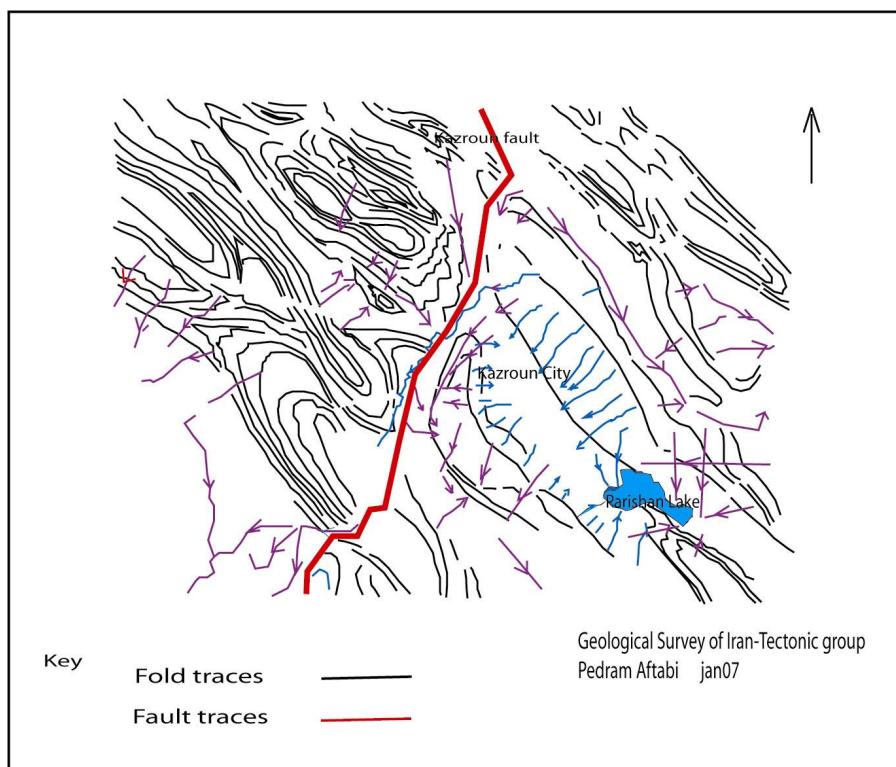 Kazroun fault
Kazroun City
Parishan Lake
Geological Survey of Iran-Tectonic group
Pedram Aftabi jan07
Key
Fold traces
Fault traces